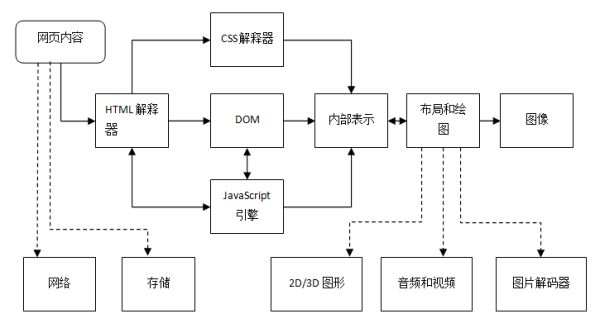 网页内容
CSS解释器
HTML 解释
器
DOM
内部表示
布局和绘
图
图像
JavaScript
引擎
网络
存储
2D/3D 图形
音频和视频
图片解码器